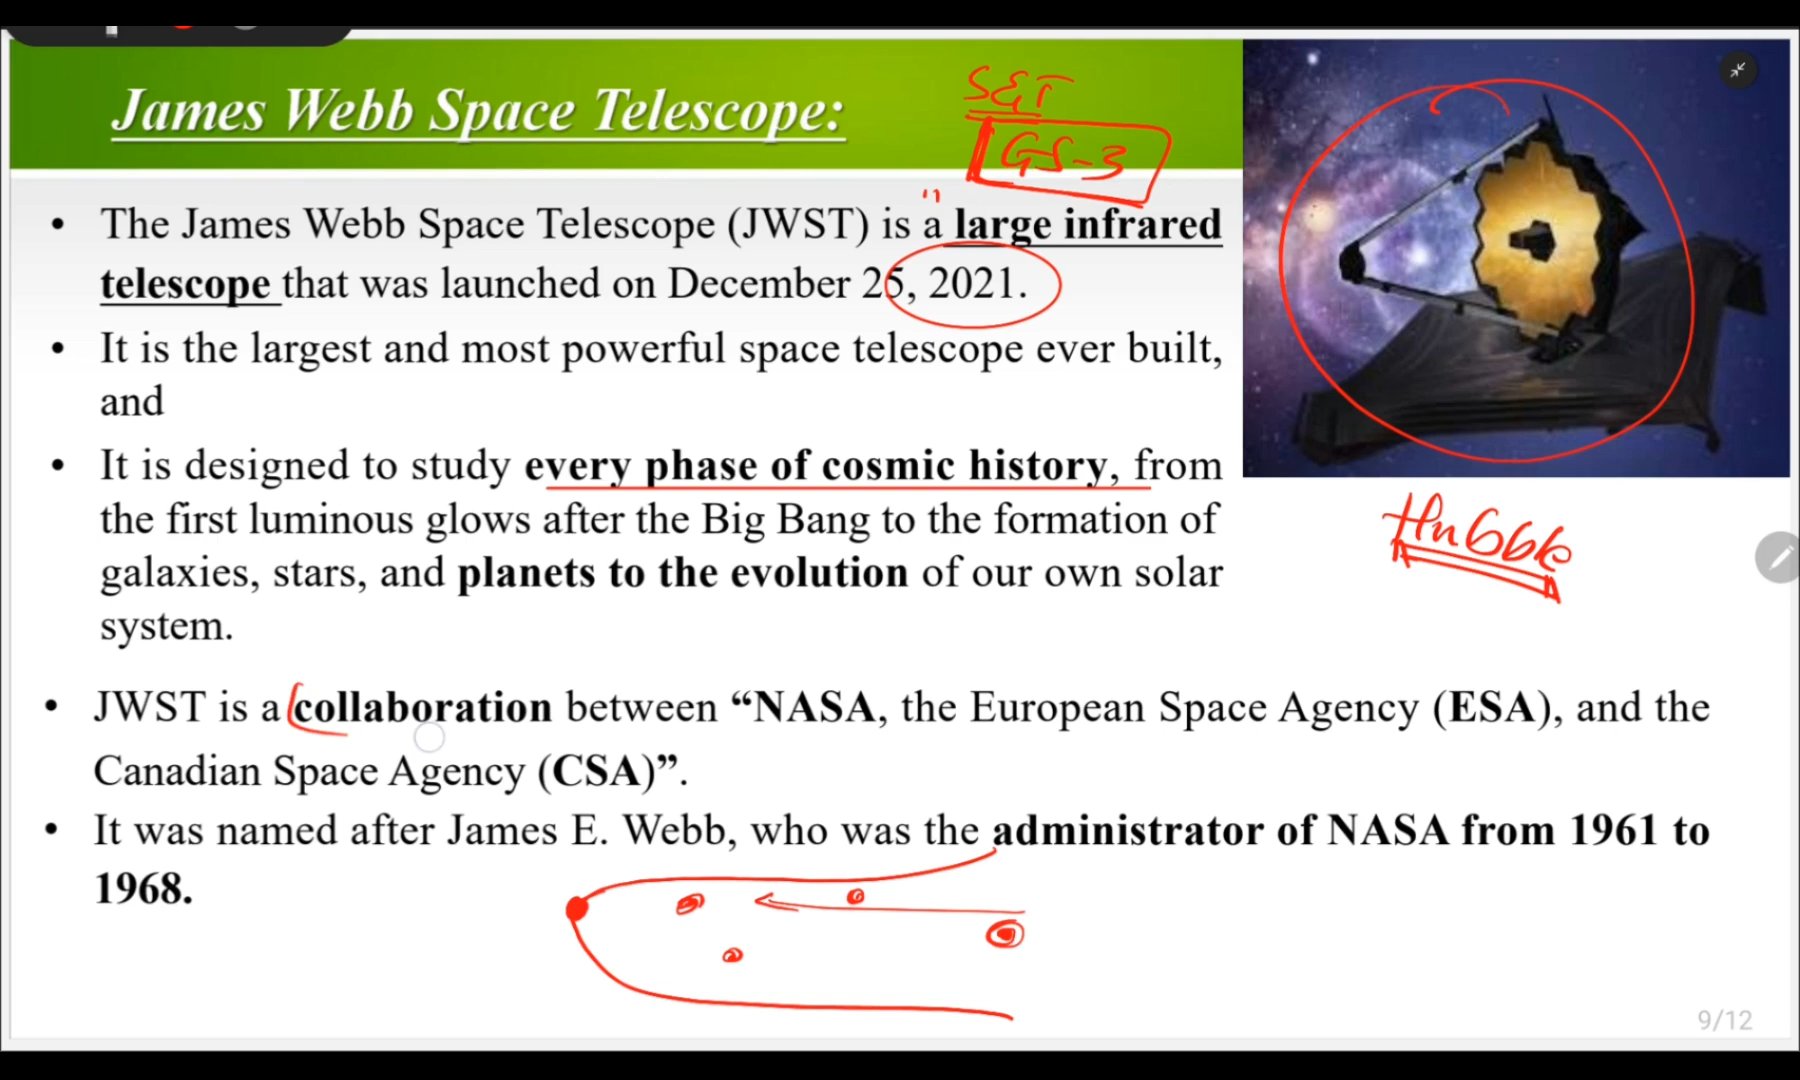 James Webb Space Telescope:
S&T
GS-3
• The James Webb Space Telescope (JWST) is a large infrared
telescope that was launched on December 25, 2021.
• It is the largest and most powerful space telescope ever built,
and
• It is designed to study every phase of cosmic history, from
the first luminous glows after the Big Bang to the formation of
galaxies, stars, and planets to the evolution of our own solar
system.
Hubble
• JWST is a collaboration between “NASA, the European Space Agency (ESA), and the
Canadian Space Agency (CSA)”.
• It was named after James E. Webb, who was the administrator of NASA from 1961 to
1968.
9/12